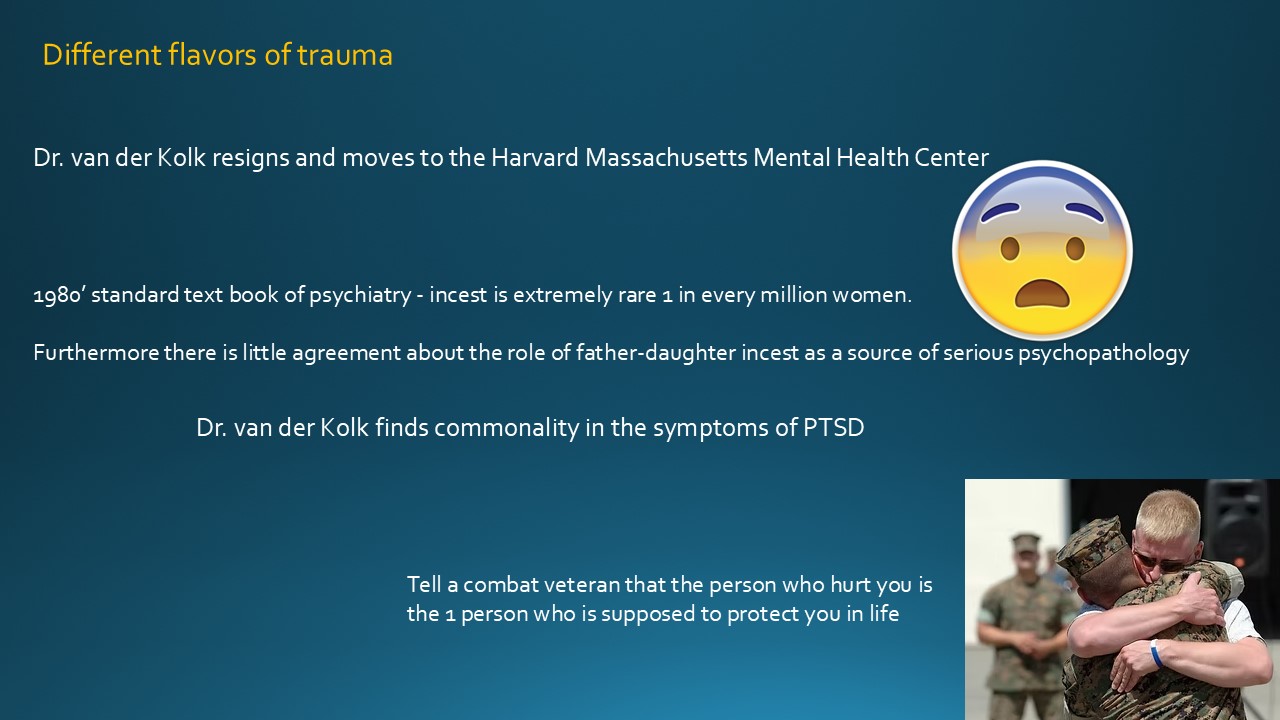 Different flavors of trauma
Dr. van der Kolk resigns and moves to the Harvard Massachusetts Mental Health Center
1980’ standard text book of psychiatry - incest is extremely rare 1 in every million women.
Furthermore there is little agreement about the role of father-daughter incest as a source of serious psychopathology
Dr. van der Kolk finds commonality in the symptoms of PTSD
Tell a combat veteran that the person who hurt you is
the 1 person who is supposed to protect you in life